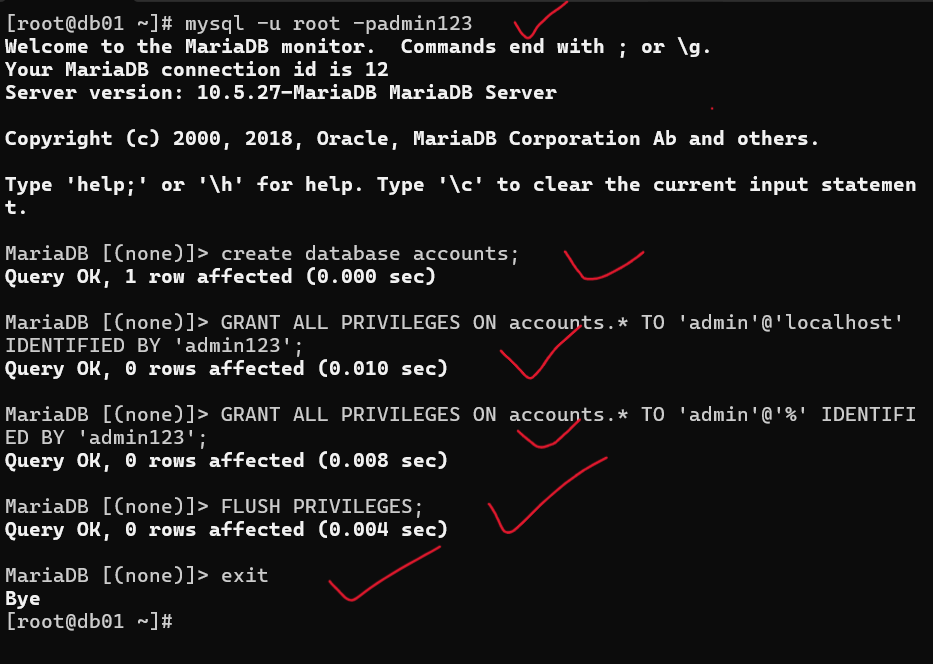 [root@db01 ~]# mysql -u root -padmin123
Welcome to the MariaDB monitor.  Commands end with ; or \g.
Your MariaDB connection id is 12
Server version: 10.5.27-MariaDB MariaDB Server
Copyright (c) 2000, 2018, Oracle, MariaDB Corporation Ab and others.
Type 'help;' or '\h' for help. Type '\c' to clear the current input statemen
t.
MariaDB [(none)]> create database accounts;
Query OK, 1 row affected (0.000 sec)
MariaDB [(none)]> GRANT ALL PRIVILEGES ON accounts.* TO 'admin'@'localhost'
IDENTIFIED BY 'admin123';
Query OK, 0 rows affected (0.010 sec)
MariaDB [(none)]> GRANT ALL PRIVILEGES ON accounts.* TO 'admin'@'%' IDENTIFI
ED BY 'admin123';
Query OK, 0 rows affected (0.008 sec)
MariaDB [(none)]> FLUSH PRIVILEGES;
Query OK, 0 rows affected (0.004 sec)
MariaDB [(none)]> exit
Bye
[root@db01 ~]#